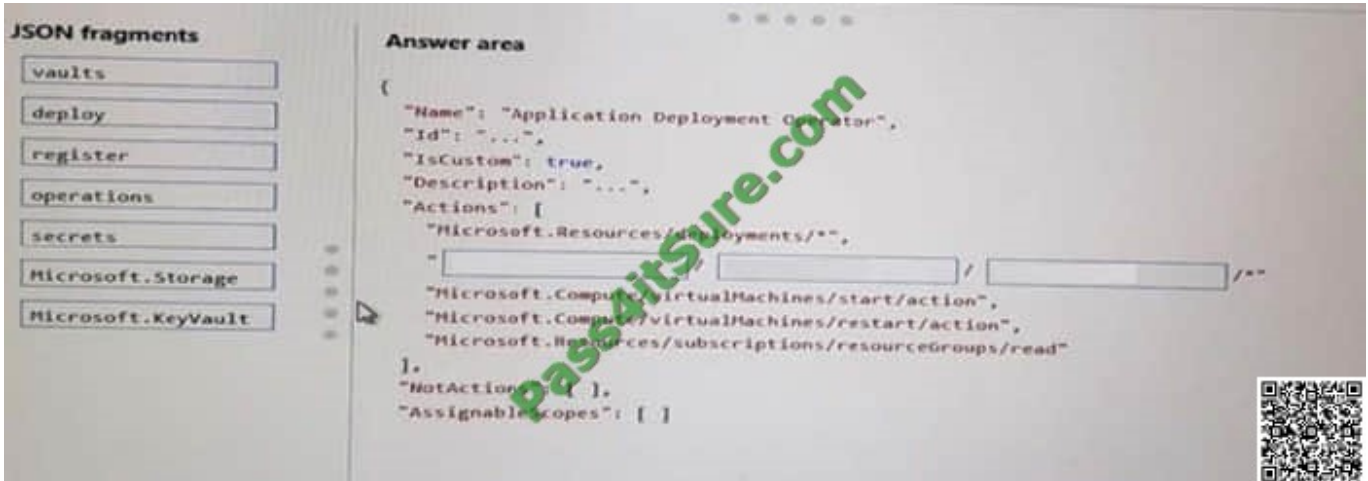 JSON fragments
vaults
deploy
register
operations
secrets
Microsoft.Storage
Microsoft.KeyVault
Answer area
{
"Name": "Application Deployment Operator",
"Id": "...",
"IsCustom": true,
"Description": "...",
"Actions": [
"Microsoft.Resources/deployments/*",
" / / /*"
"Microsoft.Compute/virtualMachines/start/action",
"Microsoft.Compute/virtualMachines/restart/action",
"Microsoft.Resources/subscriptions/resourceGroups/read"
],
"NotActions": [ ],
"AssignableScopes": [ ]
Pass4itSure.com